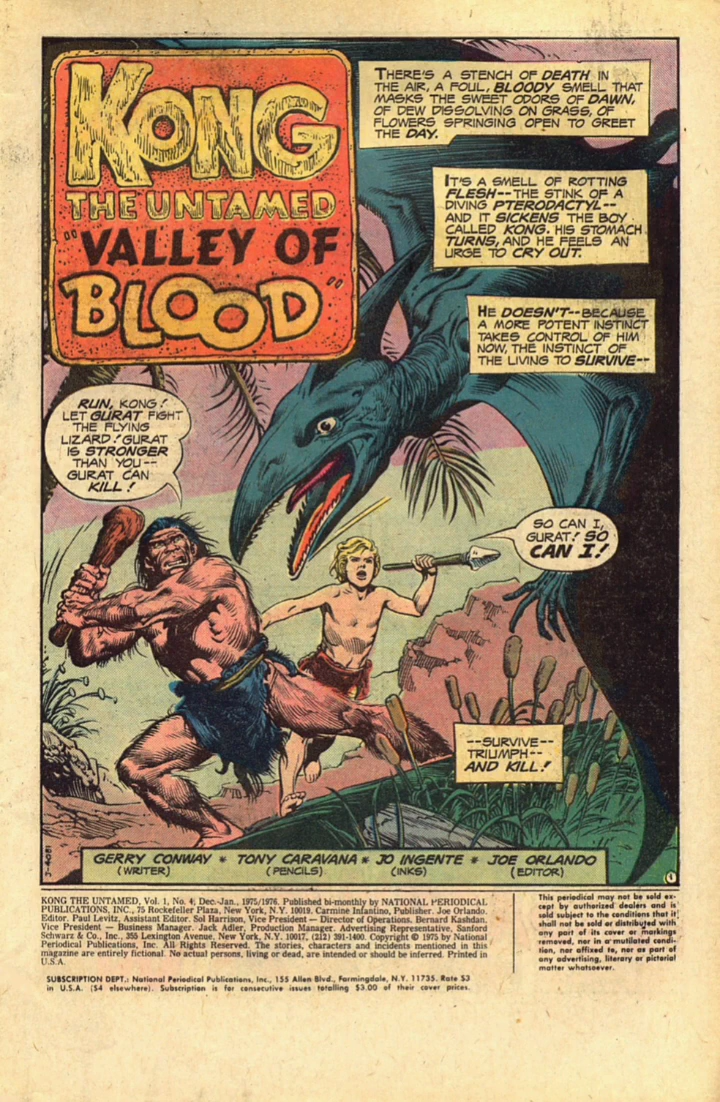 KONG
THE UNTAMED
"VALLEY OF
BLOOD"
THERE'S A STENCH OF DEATH IN
THE AIR, A FOUL, BLOODY SMELL THAT
MASKS THE SWEET ODORS OF DAWN,
OF DEW DISSOLVING ON GRASS, OF
FLOWERS SPRINGING OPEN TO GREET
THE DAY.
IT'S A SMELL OF ROTTING
FLESH--THE STINK OF A
DIVING PTERODACTYL--
AND IT SICKENS THE BOY
CALLED KONG. HIS STOMACH
TURNS, AND HE FEELS AN
URGE TO CRY OUT.
HE DOESN'T--BECAUSE
A MORE POTENT INSTINCT
TAKES CONTROL OF HIM
NOW, THE INSTINCT OF
THE LIVING TO SURVIVE--
RUN, KONG!
LET GURAT FIGHT
THE FLYING
LIZARD! GURAT
IS STRONGER
THAN YOU--
GURAT CAN
KILL!
SO CAN I,
GURAT! SO
CAN I!
--SURVIVE--
TRIUMPH--
AND KILL!
J-4081
GERRY CONWAY * TONY CARAVANA * JO INGENTE * JOE ORLANDO
(WRITER) (PENCILS) (INKS) (EDITOR)
1
KONG THE UNTAMED, Vol. 1, No. 4, Dec.-Jan., 1975/1976. Published bi-monthly by NATIONAL PERIODICAL
PUBLICATIONS, INC., 75 Rockefeller Plaza, New York, N.Y. 10019. Carmine Infantino, Publisher. Joe Orlando,
Editor. Paul Levitz, Assistant Editor. Sol Harrison, Vice President — Director of Operations. Bernard Kashdan,
Vice President — Business Manager. Jack Adler, Production Manager. Advertising Representative, Sanford
Schwarz & Co., Inc., 355 Lexington Avenue, New York, N.Y. 10017, (212) 391-1400. Copyright © 1975 by National
Periodical Publications, Inc. All Rights Reserved. The stories, characters and incidents mentioned in this
magazine are entirely fictional. No actual persons, living or dead, are intended or should be inferred. Printed in
U.S.A.
SUBSCRIPTION DEPT.: National Periodical Publications, Inc., 155 Allen Blvd., Farmingdale, N.Y. 11735. Rate $3
in U.S.A. ($4 elsewhere). Subscription is for consecutive issues totalling $3.00 of their cover prices.
This periodical may not be sold ex-
cept by authorized dealers and is
sold subject to the conditions that it
shall not be sold or distributed with
any part of its cover or markings
removed, nor in a mutilated condi-
tion, nor affixed to, nor as part of
any advertising, literary or pictorial
matter whatsoever.